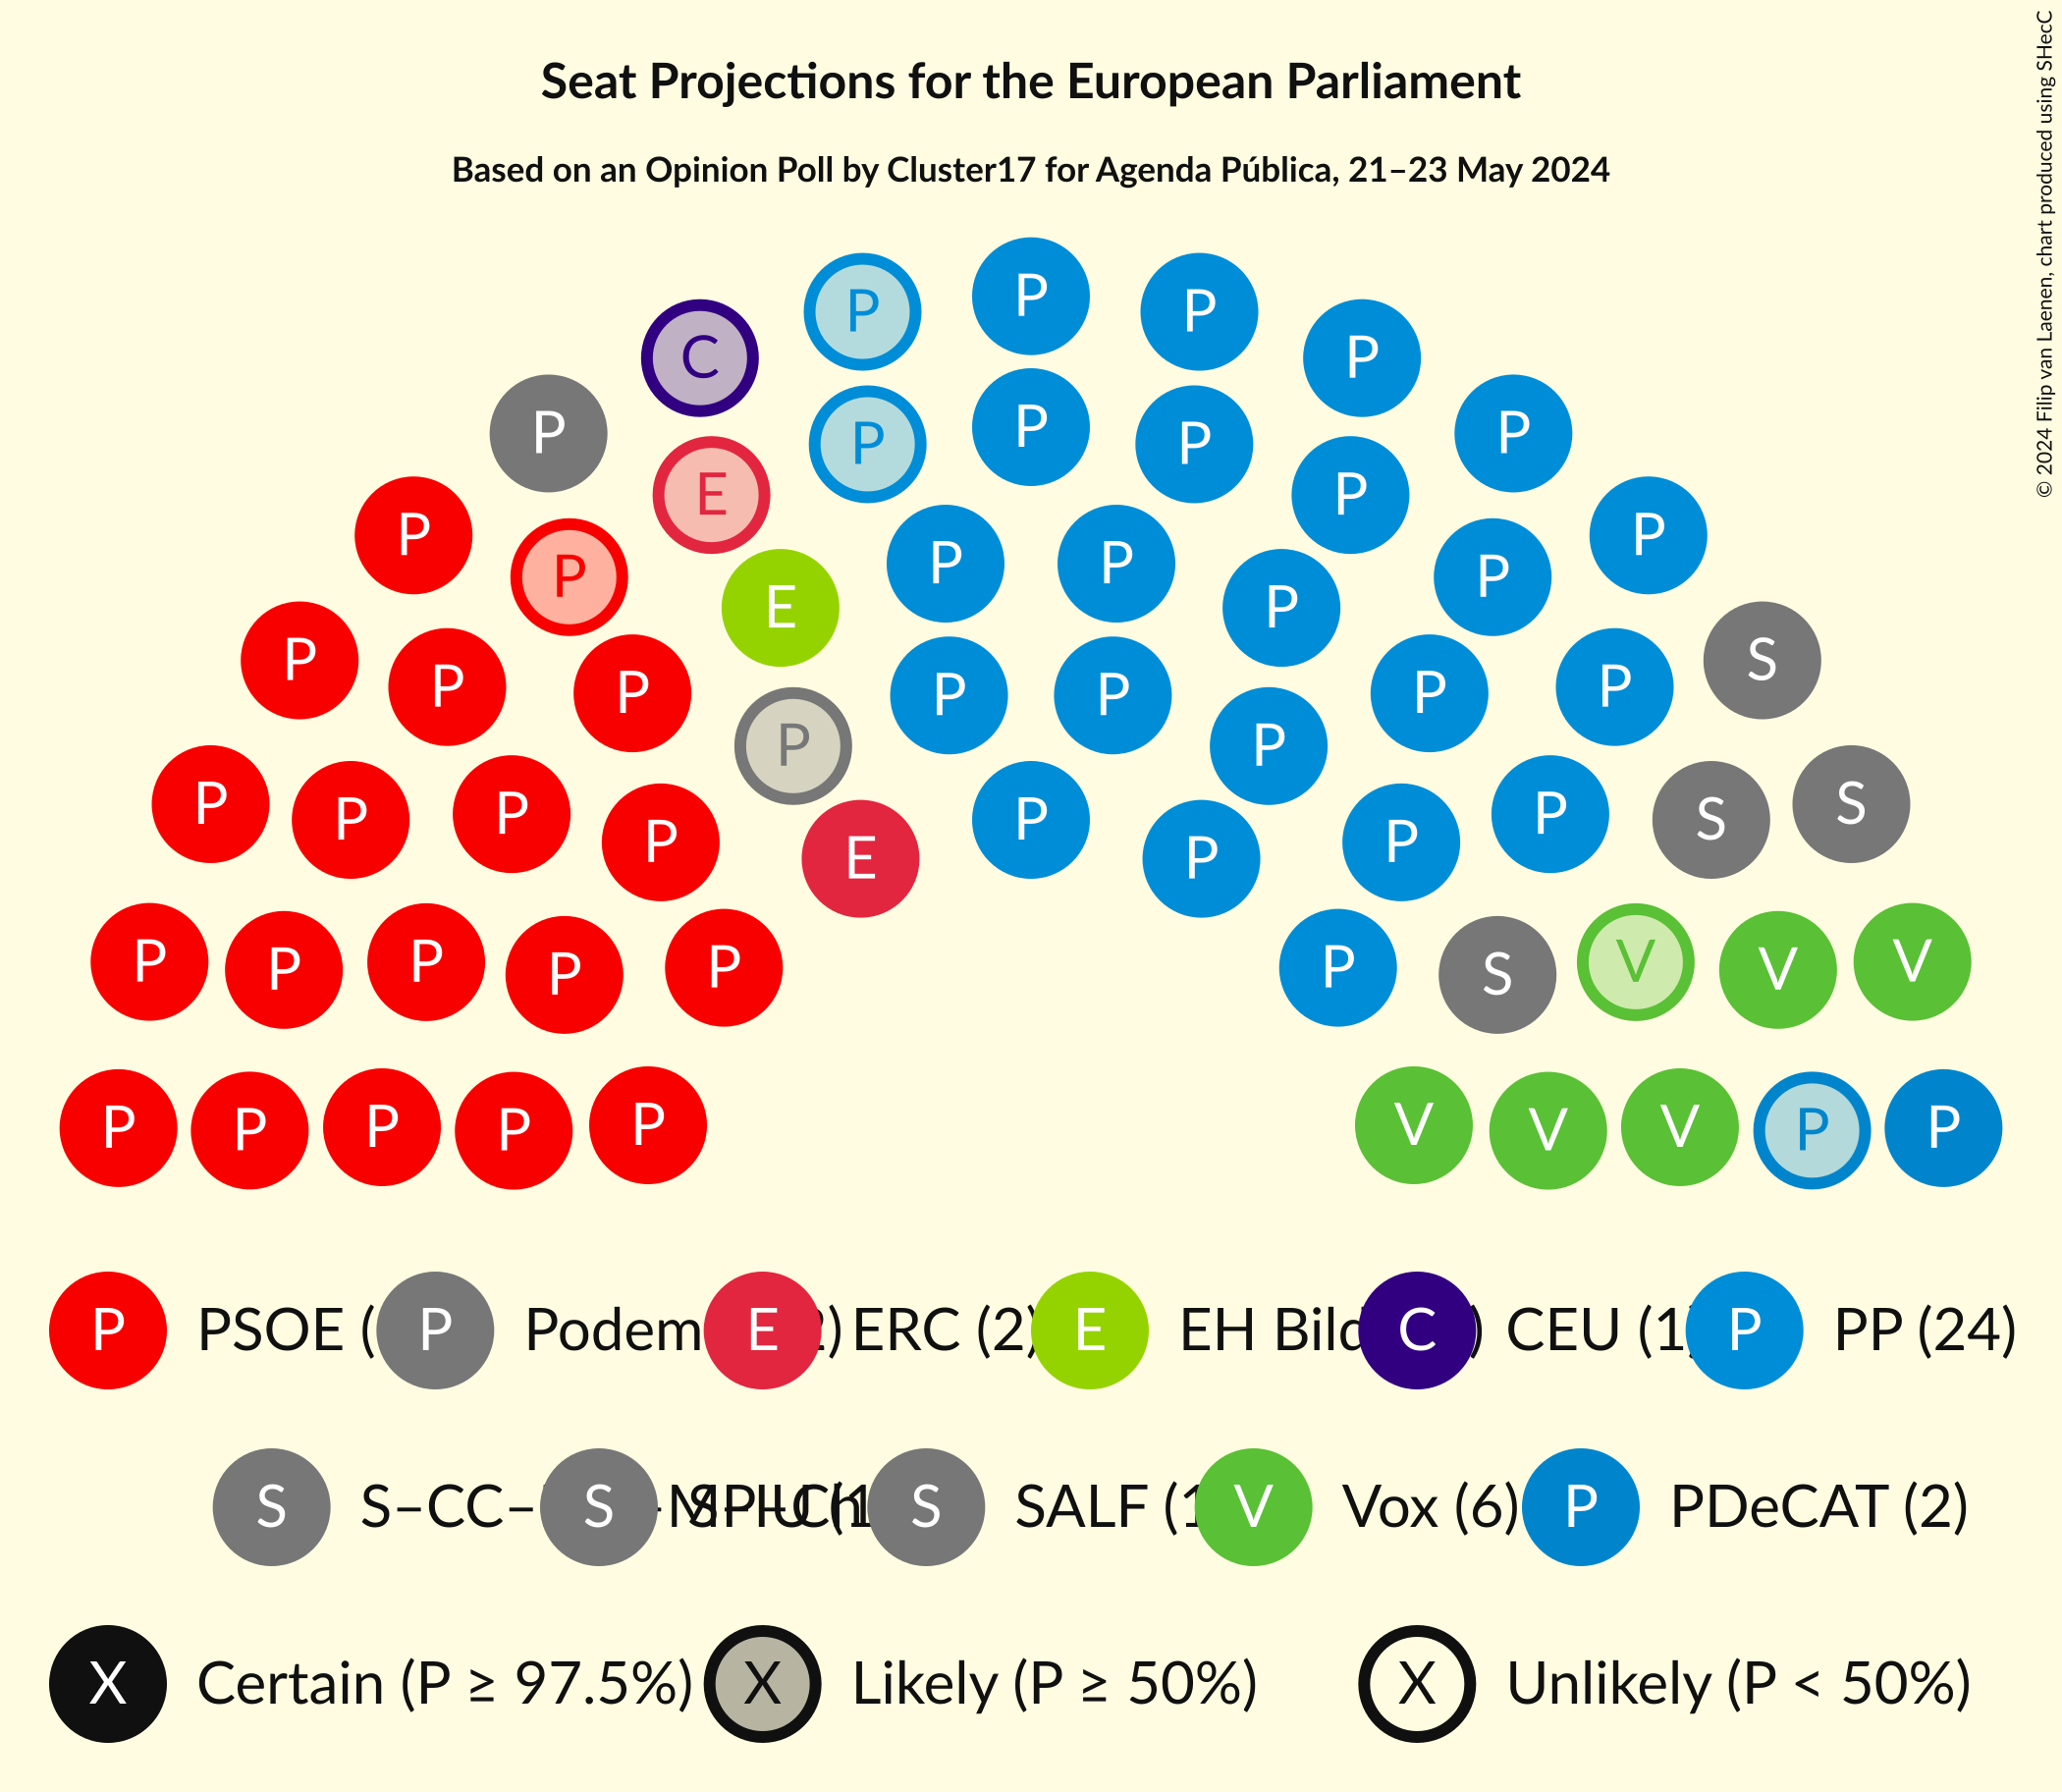 Seat Projections for the European Parliament
Based on an Opinion Poll by Cluster17 for Agenda Pública, 21–23 May 2024
© 2024 Filip van Laenen, chart produced using SHecC
P P P
C P P P
P P P P P
E P P
P P P P
P P P
E P P P
S P P S
P P P P P P
P P P
P P P P P S
P P P P P S
E P
P P P P P P S V V V
P P P P P V V V P P
P PSOE ( P Podem E 2) ERC (2) E EH Bild C ) CEU (1) P PP (24)
S S–CC– S S SALF (1 V Vox (6) P PDeCAT (2)
X Certain (P ≥ 97.5%) X Likely (P ≥ 50%) X Unlikely (P < 50%)